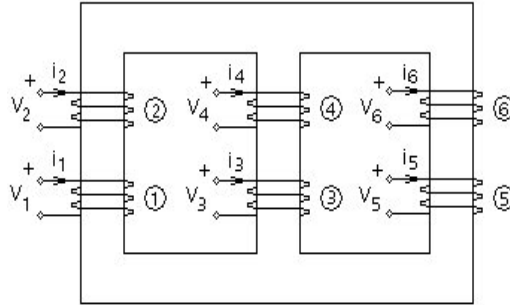 i2 i4 i6
+ + +
V2 ② V4 ④ V6 ⑥
i1 i3 i5
+ + +
V1 ① V3 ③ V5 ⑤